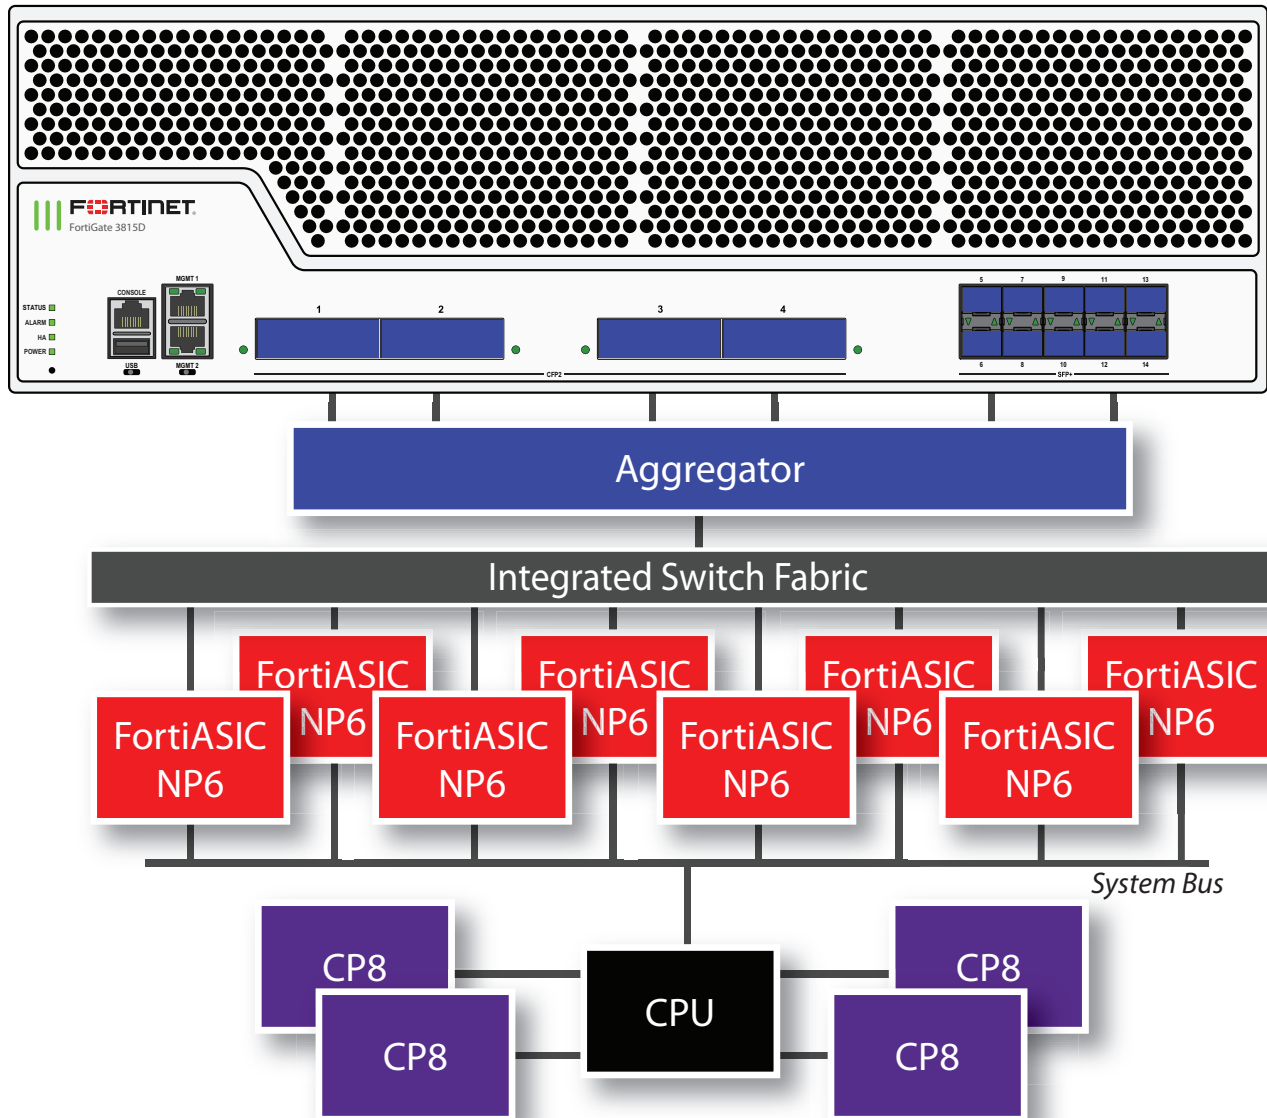 FORTINET
FortiGate 3815D
STATUS
ALARM
HA
POWER
CONSOLE
USB
MGMT 1
MGMT 2
1 2 3 4
CFP2
5 7 9 11 13
6 8 10 12 14
SFP+
Aggregator
Integrated Switch Fabric
FortiASIC
NP6
FortiASIC
NP6
FortiASIC
NP6
FortiASIC
NP6
FortiASIC
NP6
FortiASIC
NP6
FortiASIC
NP6
FortiASIC
NP6
System Bus
CP8
CP8
CPU
CP8
CP8